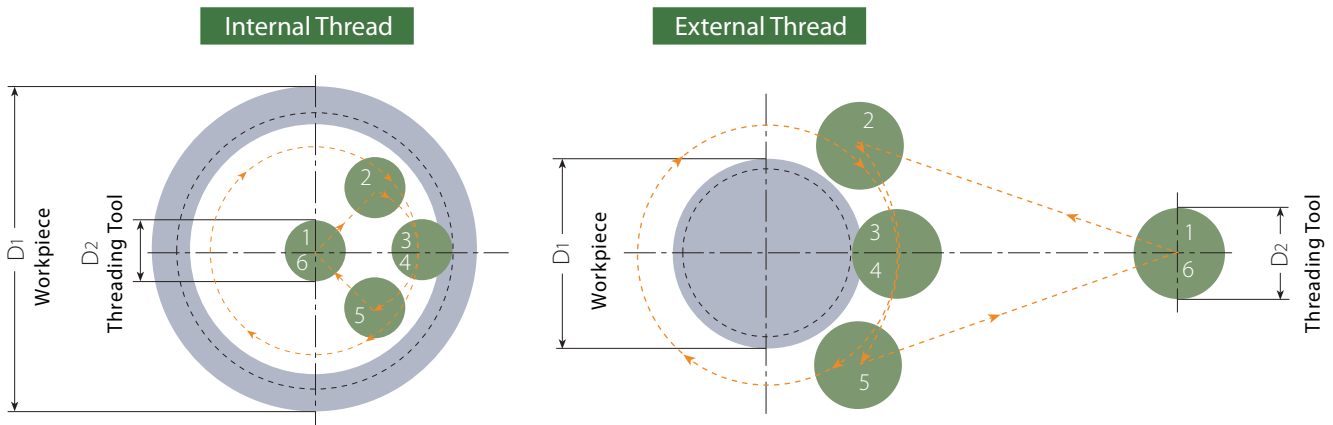 Internal Thread
External Thread
D1
Workpiece
D2
Threading Tool
1
6
2
3
4
5
D1
Workpiece
2
3
4
5
1
6
D2
Threading Tool